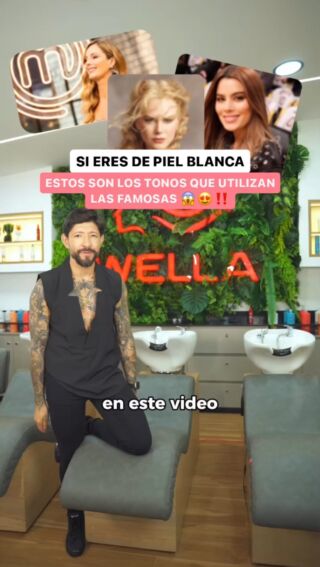 SI ERES DE PIEL BLANCA
ESTOS SON LOS TONOS QUE UTILIZAN
LAS FAMOSAS 😱😍‼️
WELLA
en este video